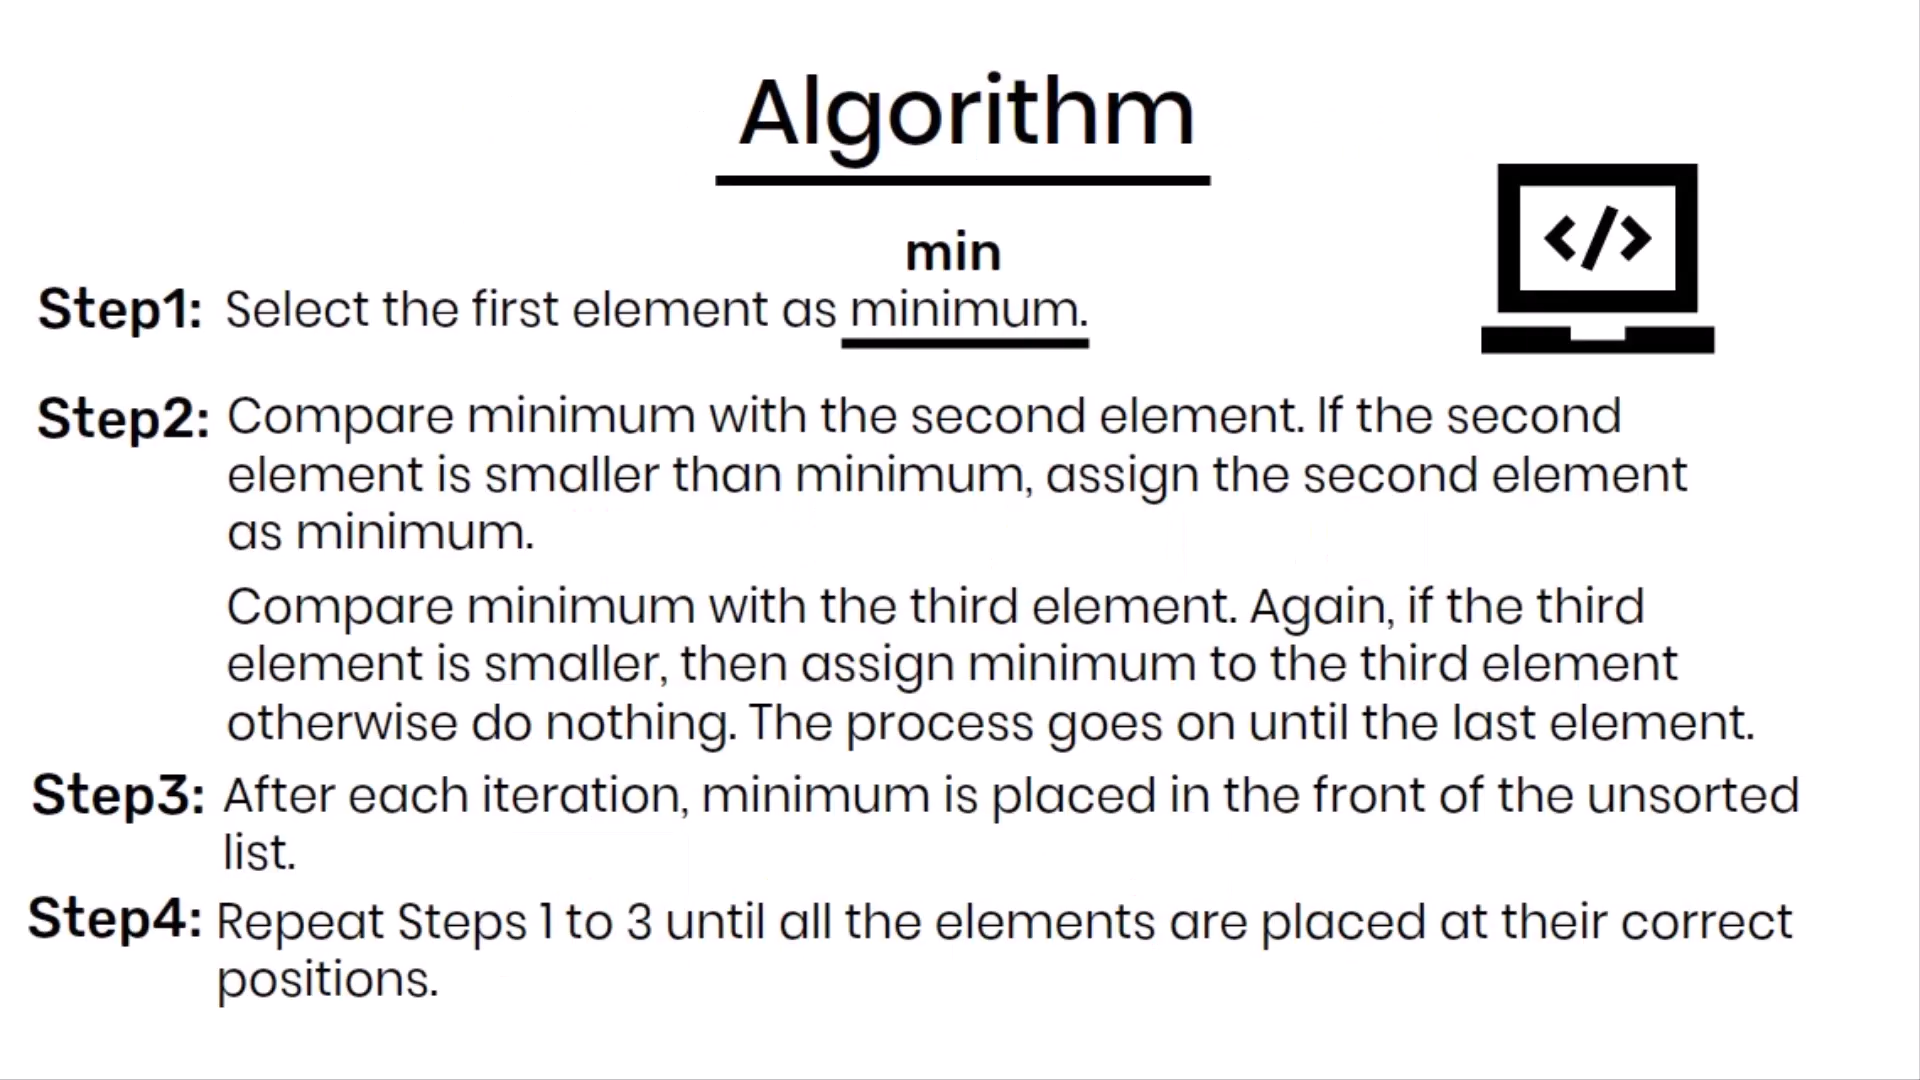 Algorithm
min
Step1: Select the first element as minimum.
</>
Step2: Compare minimum with the second element. If the second
element is smaller than minimum, assign the second element
as minimum.
Compare minimum with the third element. Again, if the third
element is smaller, then assign minimum to the third element
otherwise do nothing. The process goes on until the last element.
Step3: After each iteration, minimum is placed in the front of the unsorted
list.
Step4: Repeat Steps 1 to 3 until all the elements are placed at their correct
positions.